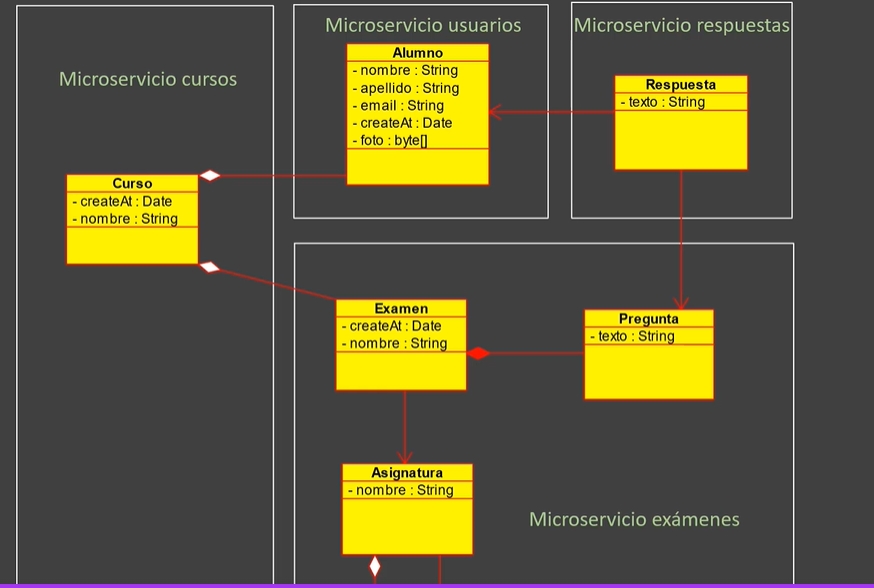 Microservicio cursos
Curso
- createAt : Date
- nombre : String
Microservicio usuarios
Alumno
- nombre : String
- apellido : String
- email : String
- createAt : Date
- foto : byte[]
Microservicio respuestas
Respuesta
- texto : String
Examen
- createAt : Date
- nombre : String
Pregunta
- texto : String
Asignatura
- nombre : String
Microservicio exámenes